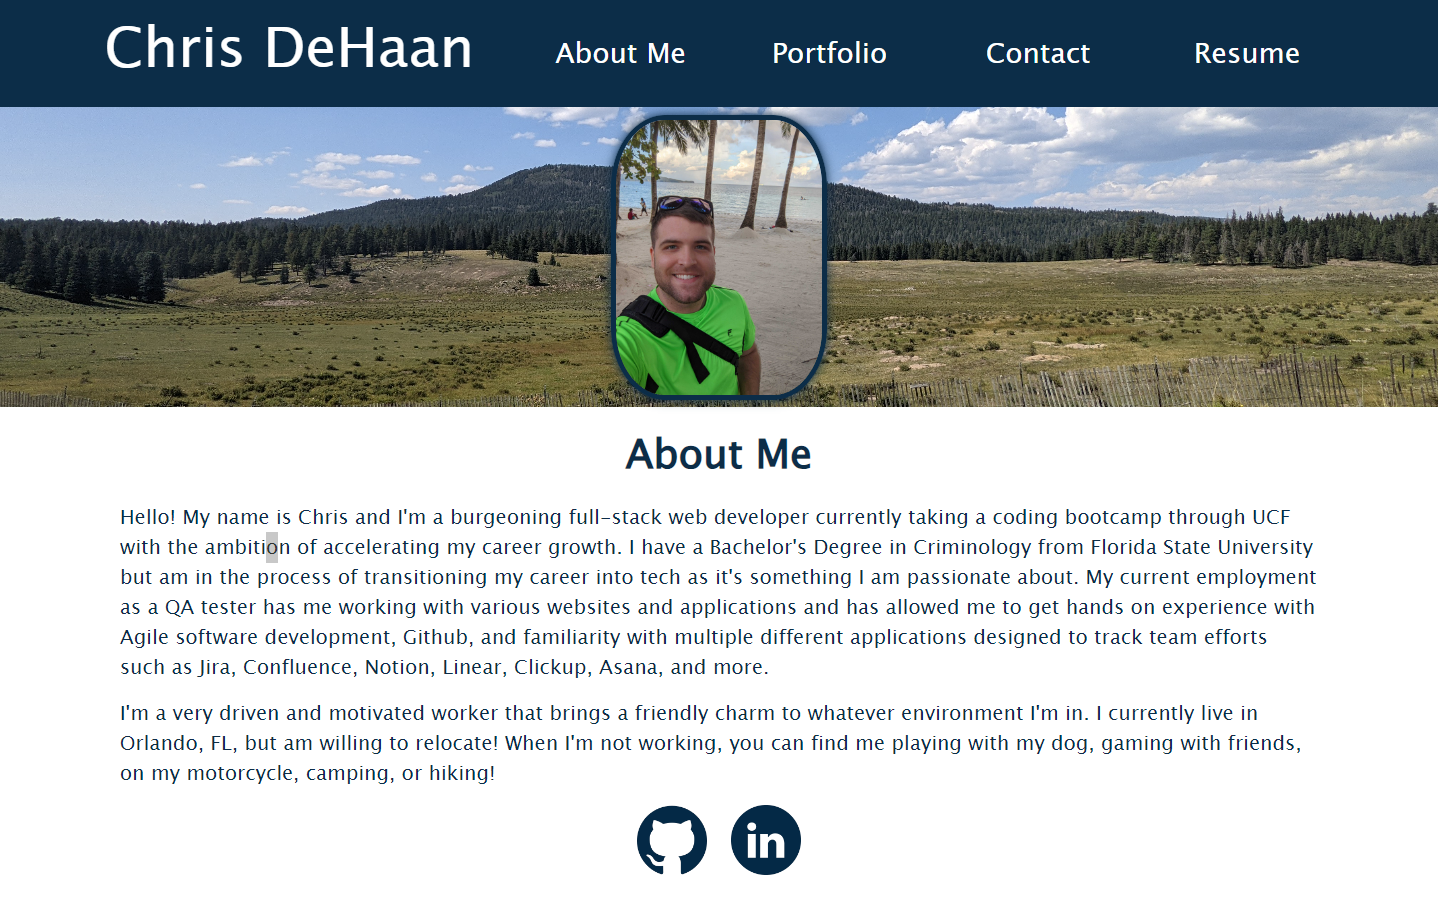 Chris DeHaan About Me Portfolio Contact Resume
About Me
Hello! My name is Chris and I'm a burgeoning full-stack web developer currently taking a coding bootcamp through UCF
with the ambition of accelerating my career growth. I have a Bachelor's Degree in Criminology from Florida State University
but am in the process of transitioning my career into tech as it's something I am passionate about. My current employment
as a QA tester has me working with various websites and applications and has allowed me to get hands on experience with
Agile software development, Github, and familiarity with multiple different applications designed to track team efforts
such as Jira, Confluence, Notion, Linear, Clickup, Asana, and more.
I'm a very driven and motivated worker that brings a friendly charm to whatever environment I'm in. I currently live in
Orlando, FL, but am willing to relocate! When I'm not working, you can find me playing with my dog, gaming with friends,
on my motorcycle, camping, or hiking!
in